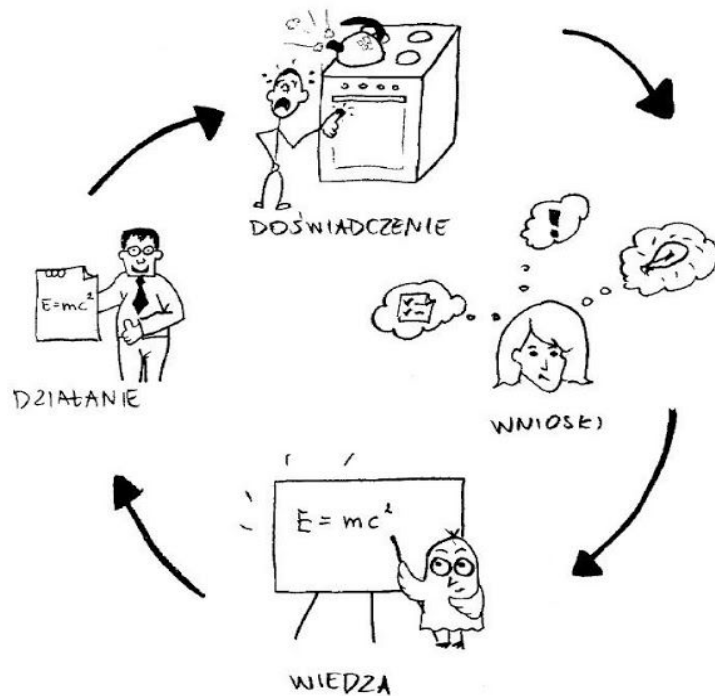 DOŚWIADCZENIE
E=mc²
DZIAŁANIE
WNIOSKI
E = mc²
WIEDZA